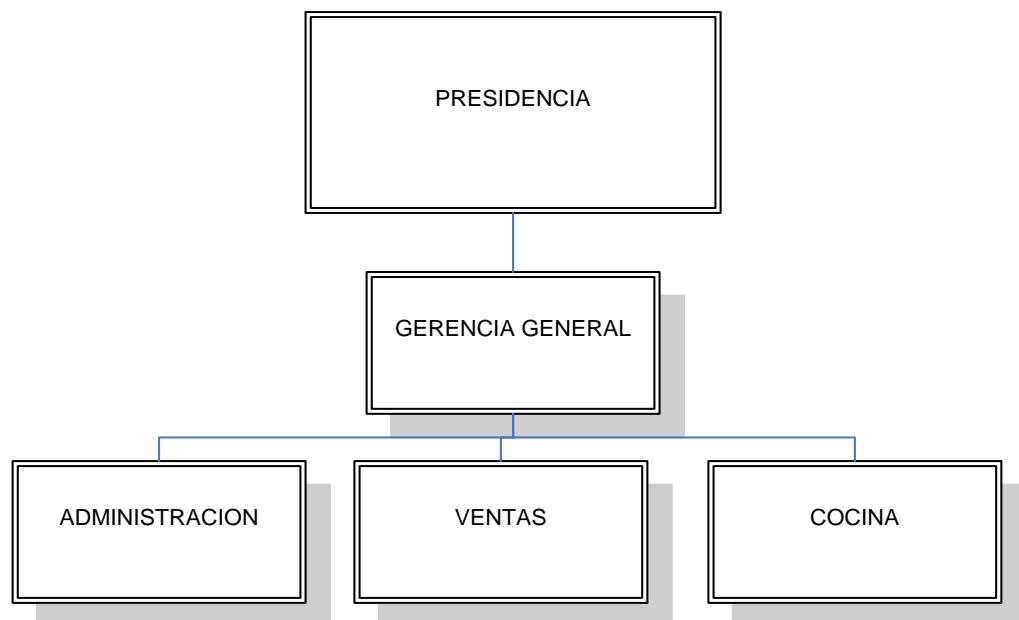 PRESIDENCIA
GERENCIA GENERAL
ADMINISTRACION
VENTAS
COCINA